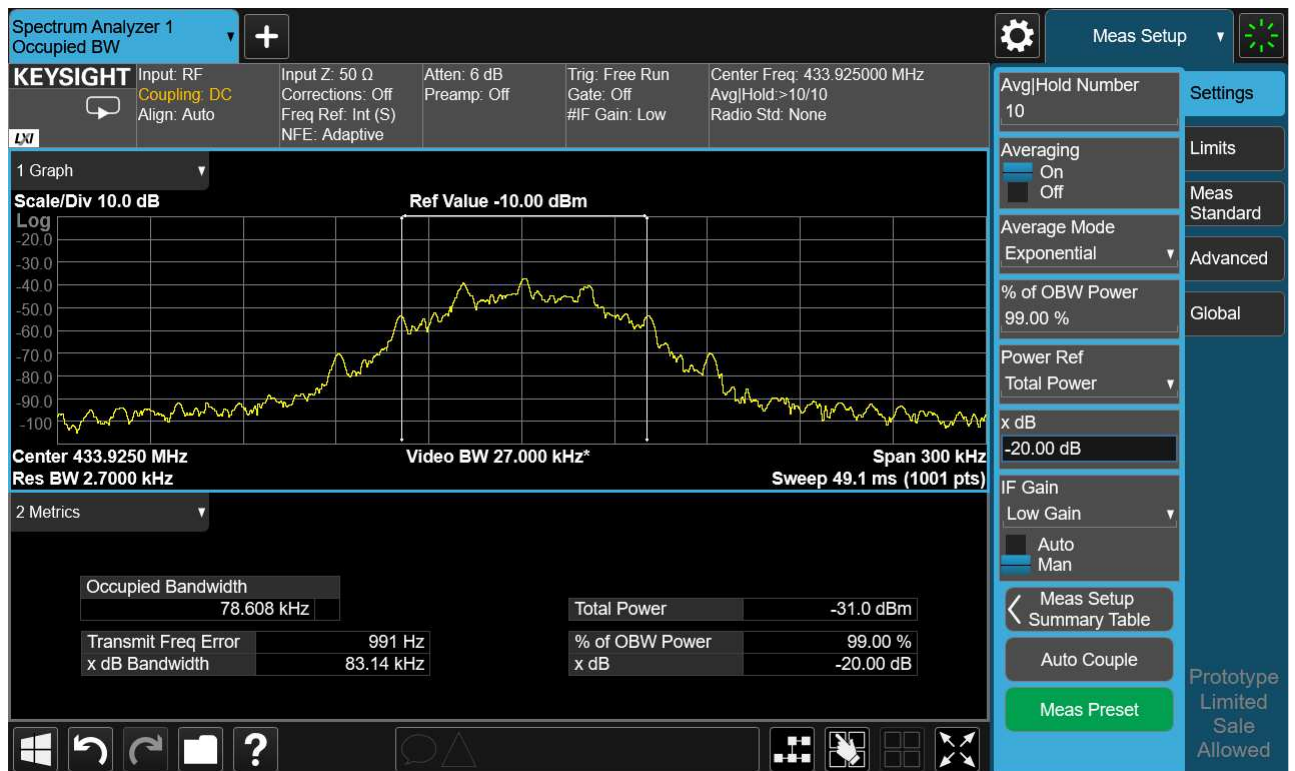 Spectrum Analyzer 1
Occupied BW
+
Meas Setup
KEYSIGHT
LXI
Input: RF
Coupling: DC
Align: Auto
Input Z: 50 Ω
Corrections: Off
Freq Ref: Int (S)
NFE: Adaptive
Atten: 6 dB
Preamp: Off
Trig: Free Run
Gate: Off
#IF Gain: Low
Center Freq: 433.925000 MHz
Avg|Hold:>10/10
Radio Std: None
1 Graph
Scale/Div 10.0 dB
Ref Value -10.00 dBm
Log
-20.0
-30.0
-40.0
-50.0
-60.0
-70.0
-80.0
-90.0
-100
Center 433.9250 MHz
Video BW 27.000 kHz*
Span 300 kHz
Res BW 2.7000 kHz
Sweep 49.1 ms (1001 pts)
2 Metrics
Occupied Bandwidth
78.608 kHz
Total Power -31.0 dBm
Transmit Freq Error 991 Hz
% of OBW Power 99.00 %
x dB Bandwidth 83.14 kHz
x dB -20.00 dB
?
Avg|Hold Number
10
Averaging
On
Off
Average Mode
Exponential
% of OBW Power
99.00 %
Power Ref
Total Power
x dB
-20.00 dB
IF Gain
Low Gain
Auto
Man
Meas Setup
Summary Table
Auto Couple
Meas Preset
Settings
Limits
Meas
Standard
Advanced
Global
Prototype
Limited
Sale
Allowed